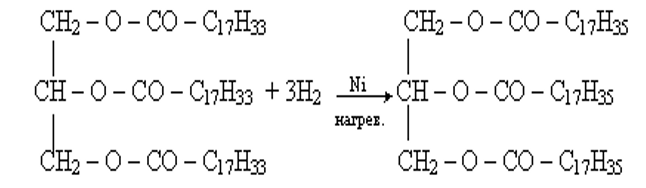 CH₂ – O – CO – C₁₇H₃₃ CH₂ – O – CO – C₁₇H₃₅
CH – O – CO – C₁₇H₃₃ + 3H₂ Ni нагрев. CH – O – CO – C₁₇H₃₅
CH₂ – O – CO – C₁₇H₃₃ CH₂ – O – CO – C₁₇H₃₅